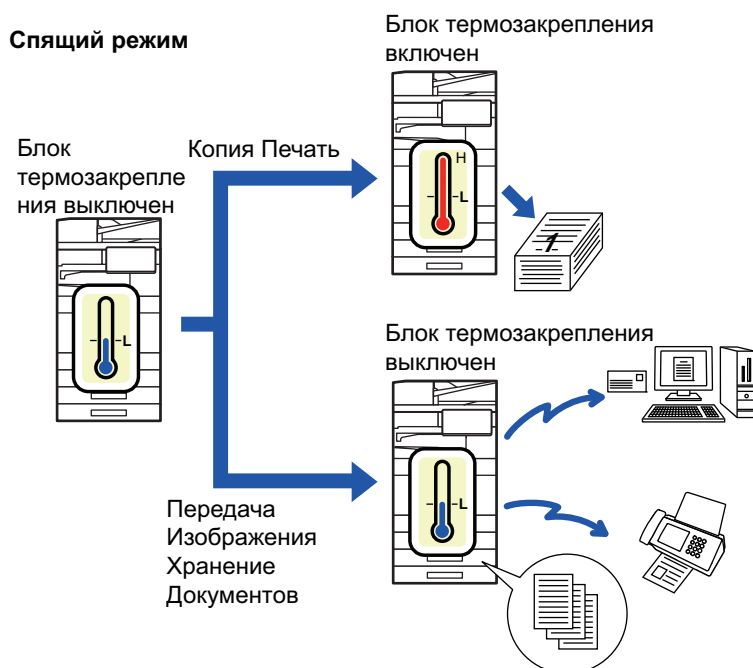 Спящий режим
Блок термозакрепления
включен
Блок
термозакрепле
ния выключен
Копия Печать
H
L
1
L
Блок термозакрепления
выключен
L
Передача
Изображения
Хранение
Документов